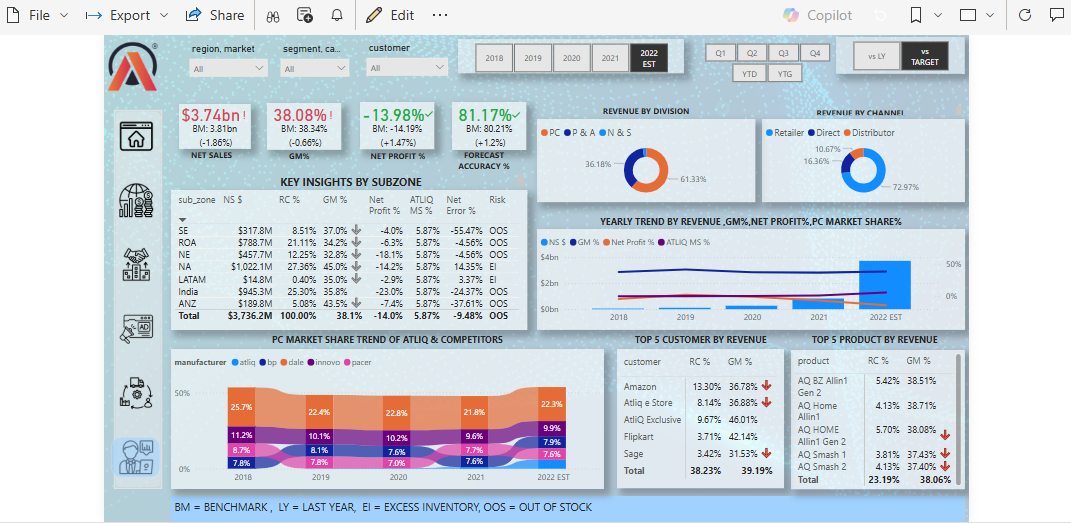 File Export Share Edit ... Copilot
region, market segment, ca... customer
All All All
2018 2019 2020 2021 2022 EST
Q1 Q2 Q3 Q4
YTD YTG
vs LY vs TARGET
$3.74bn! 38.08%! -13.98% 81.17%
BM: 3.81bn BM: 38.34% BM: -14.19% BM: 80.21%
(-1.86%) (-0.66%) (+1.47%) (+1.2%)
NET SALES GM% NET PROFIT % FORECAST ACCURACY %
REVENUE BY DIVISION
PC P & A N & S
36.18%
61.33%
REVENUE BY CHANNEL
Retailer Direct Distributor
10.67%
16.36%
72.97%
KEY INSIGHTS BY SUBZONE
sub_zone NS $ RC % GM % Net Profit % ATLIQ MS % Net Error % Risk
SE $317.8M 8.51% 37.0% -4.0% 5.87% -55.47% OOS
ROA $788.7M 21.11% 34.2% -6.3% 5.87% -4.56% OOS
NE $457.7M 12.25% 32.8% -18.1% 5.87% -4.56% OOS
NA $1,022.1M 27.36% 45.0% -14.2% 5.87% 14.35% EI
LATAM $14.8M 0.40% 35.0% -2.9% 5.87% 3.37% EI
India $945.3M 25.30% 35.8% -23.0% 5.87% -24.37% OOS
ANZ $189.8M 5.08% 43.5% -7.4% 5.87% -37.61% OOS
Total $3,736.2M 100.00% 38.1% -14.0% 5.87% -9.48% OOS
YEARLY TREND BY REVENUE ,GM%,NET PROFIT%,PC MARKET SHARE%
NS $ GM % Net Profit % ATLIQ MS %
$4bn
50%
$2bn
0%
$0bn
2018 2019 2020 2021 2022 EST
PC MARKET SHARE TREND OF ATLIQ & COMPETITORS
manufacturer atliq bp dale innovo pacer
50%
25.7% 22.4% 22.8% 21.8% 22.3%
11.2% 10.1% 10.2% 9.6% 9.9%
8.7% 8.1% 7.6% 7.7% 7.9%
7.8% 7.8% 7.0% 7.6% 7.6%
0%
2018 2019 2020 2021 2022 EST
TOP 5 CUSTOMER BY REVENUE
customer RC % GM %
Amazon 13.30% 36.78%
Atliq e Store 8.14% 36.88%
AtliQ Exclusive 9.67% 46.01%
Flipkart 3.71% 42.14%
Sage 3.42% 31.53%
Total 38.23% 39.19%
TOP 5 PRODUCT BY REVENUE
product RC % GM %
AQ BZ Allin1 Gen 2 5.42% 38.51%
AQ Home Allin1 4.13% 38.71%
AQ HOME Allin1 Gen 2 5.70% 38.08%
AQ Smash 1 3.81% 37.43%
AQ Smash 2 4.13% 37.40%
Total 23.19% 38.06%
BM = BENCHMARK , LY = LAST YEAR, EI = EXCESS INVENTORY, OOS = OUT OF STOCK
AD